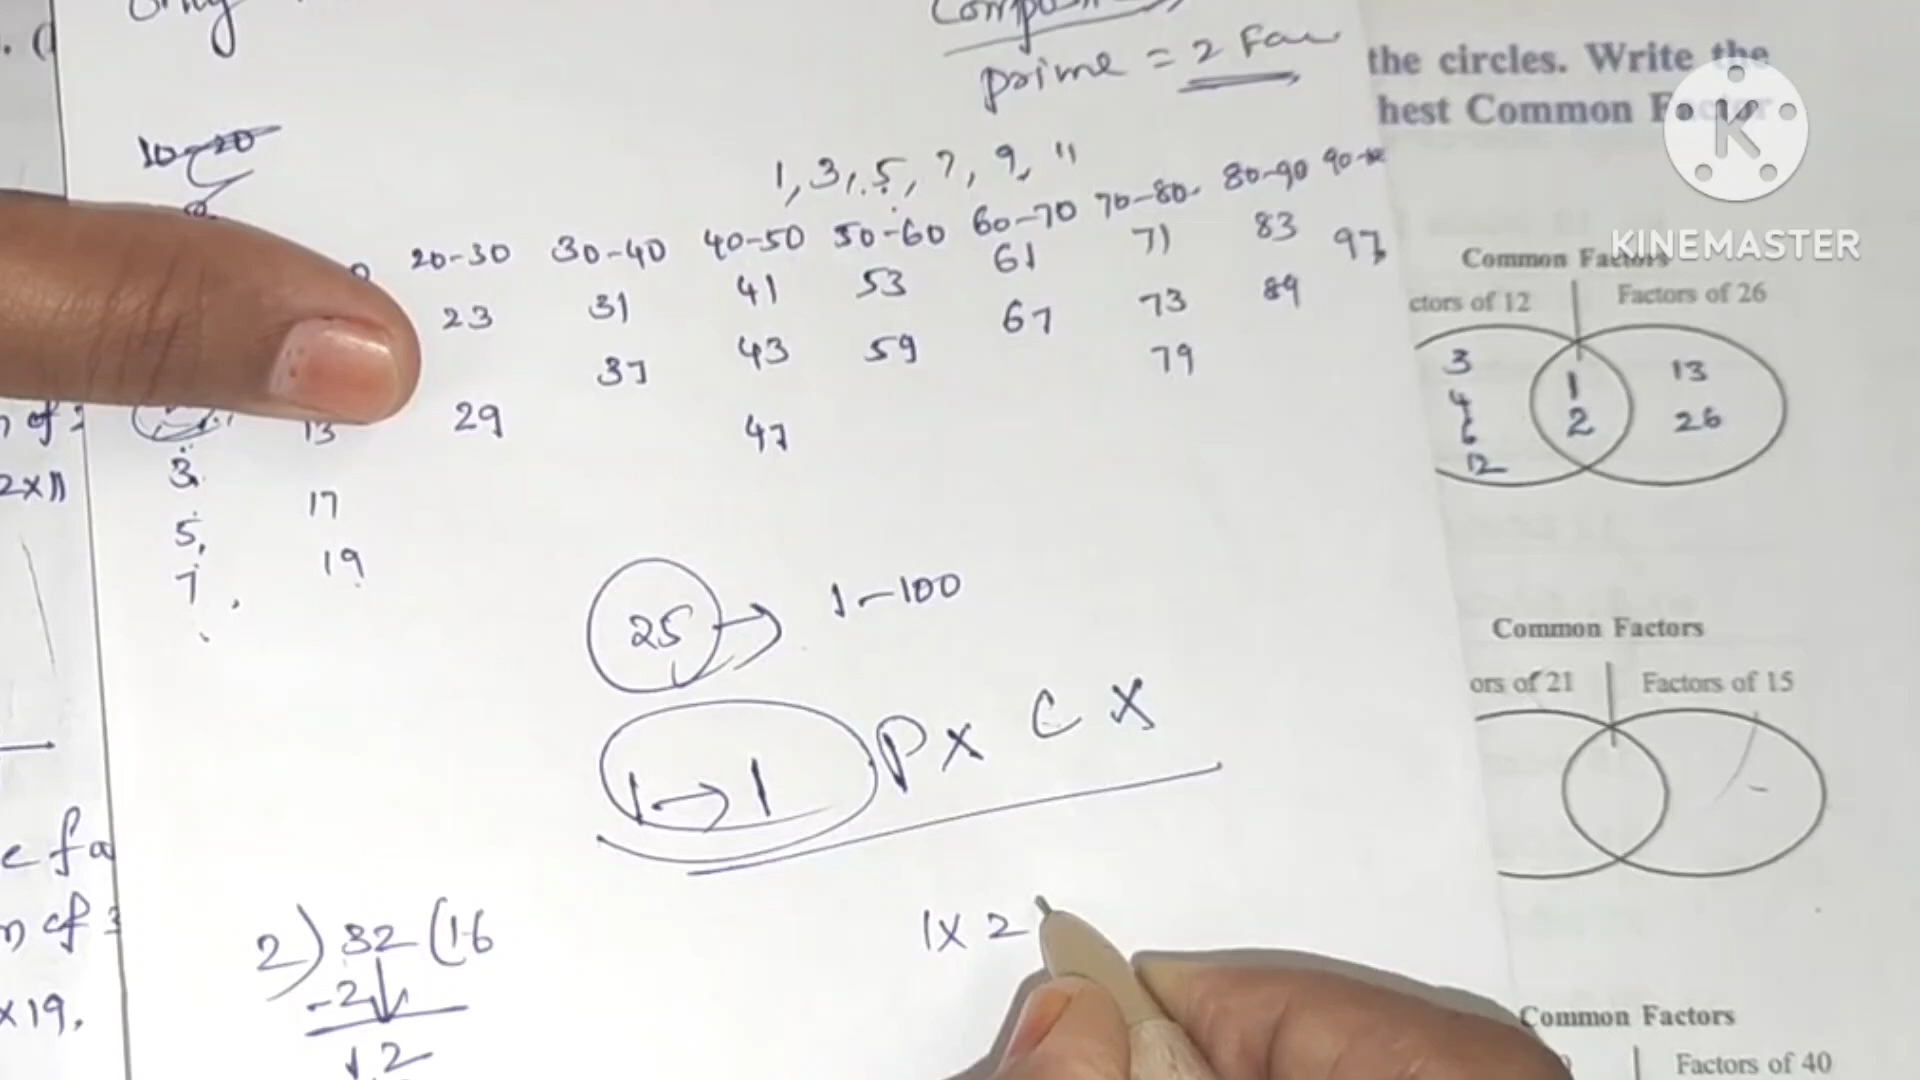 only
prime = 2 Fac
the circles. Write the
hest Common Factor
10-20
1, 3, 5, 7, 9, 11
20-30 30-40 40-50 50-60 60-70 70-80 80-90
23 31 41 53 61 71 83 97
37 43 59 67 73 89
13 29 47 79
3
17
5,
19
7
25 → 1-100
1 → 1 P X C X
2) 32 (16
-2
12
1 x 2
2x11
x 19.
KINEMASTER
Common Factors
ctors of 12 Factors of 26
3 1 13
4 2 26
6
12
Common Factors
ors of 21 Factors of 15
Common Factors
Factors of 40